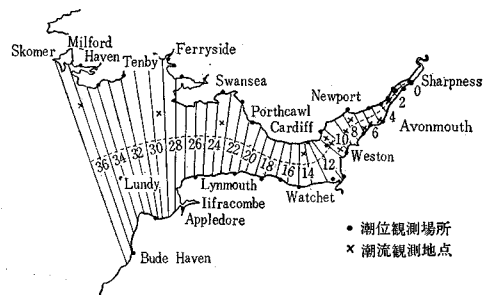 Skomer
Milford
Haven
Tenby
Ferryside
Swansea
Porthcawl
Cardiff
Newport
Sharpness
Avonmouth
Weston
Watchet
Lynmouth
Ilfracombe
Appledore
Lundy
Bude Haven
0
2
4
6
8
10
12
14
16
18
20
22
24
26
28
30
32
34
36
● 潮位観測場所
× 潮流観測地点